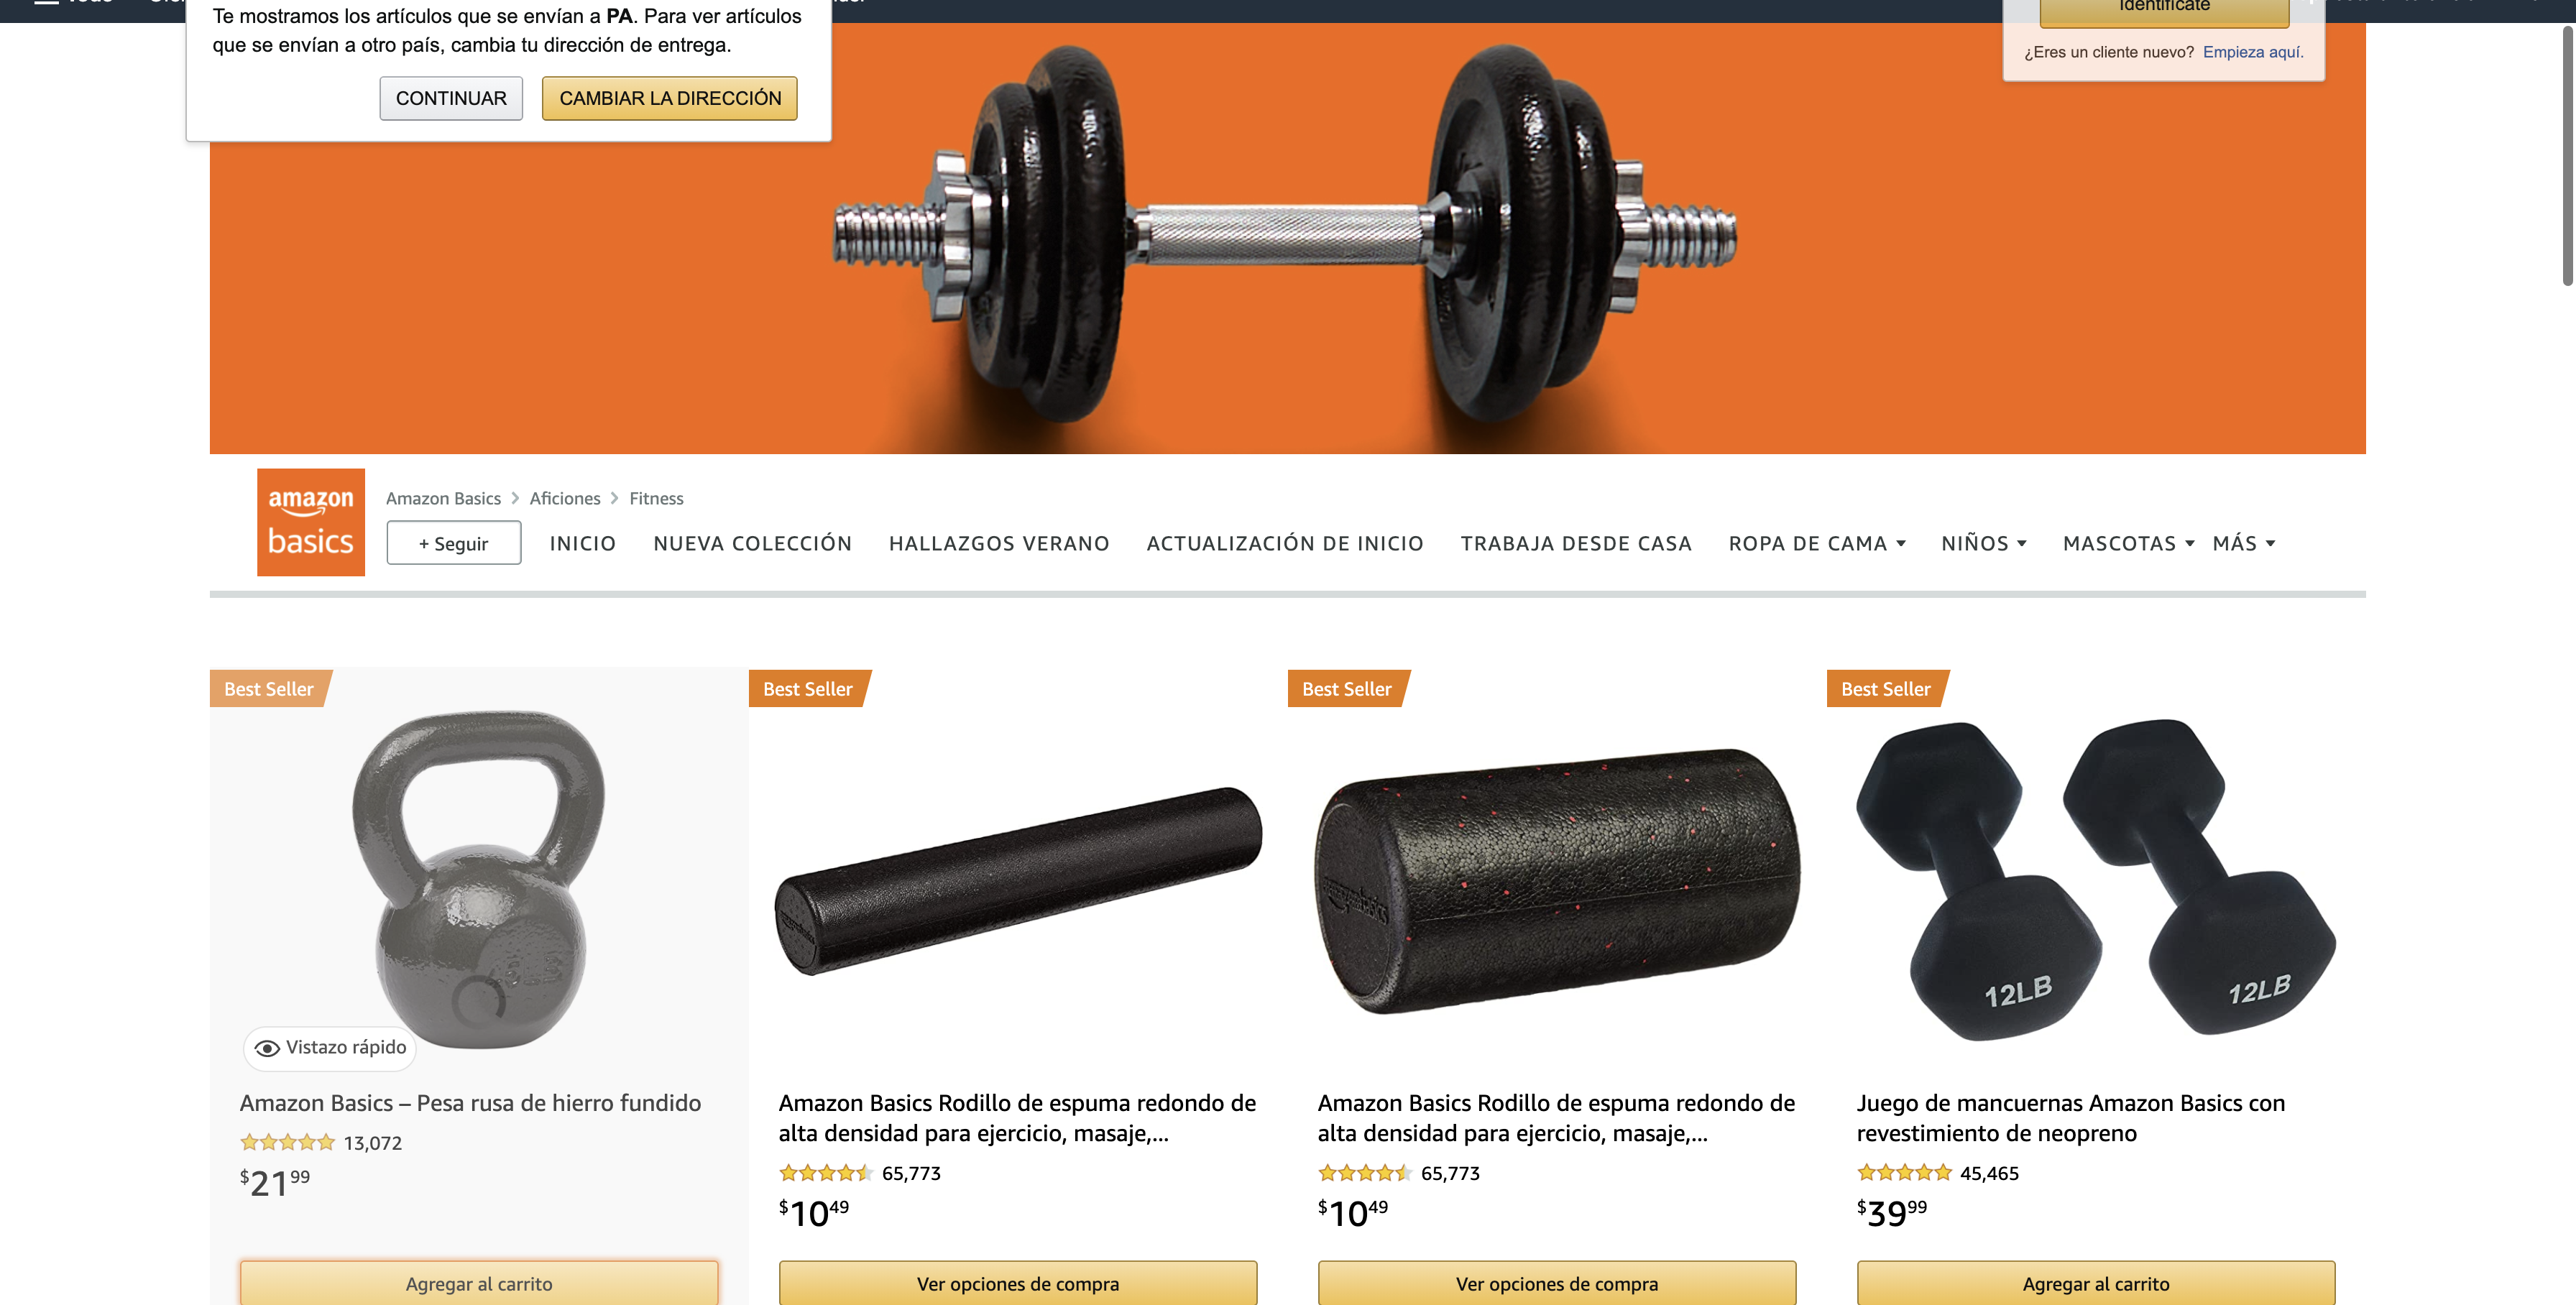 Te mostramos los artículos que se envían a PA. Para ver artículos
que se envían a otro país, cambia tu dirección de entrega.
CONTINUAR
CAMBIAR LA DIRECCIÓN
Identifícate
¿Eres un cliente nuevo? Empieza aquí.
amazon
basics
Amazon Basics > Aficiones > Fitness
+ Seguir
INICIO
NUEVA COLECCIÓN
HALLAZGOS VERANO
ACTUALIZACIÓN DE INICIO
TRABAJA DESDE CASA
ROPA DE CAMA
NIÑOS
MASCOTAS
MÁS
Best Seller
Vistazo rápido
Amazon Basics – Pesa rusa de hierro fundido
13,072
$21.99
Agregar al carrito
Best Seller
Amazon Basics Rodillo de espuma redondo de
alta densidad para ejercicio, masaje,...
65,773
$10.49
Ver opciones de compra
Best Seller
Amazon Basics Rodillo de espuma redondo de
alta densidad para ejercicio, masaje,...
65,773
$10.49
Ver opciones de compra
Best Seller
12LB
12LB
Juego de mancuernas Amazon Basics con
revestimiento de neopreno
45,465
$39.99
Agregar al carrito